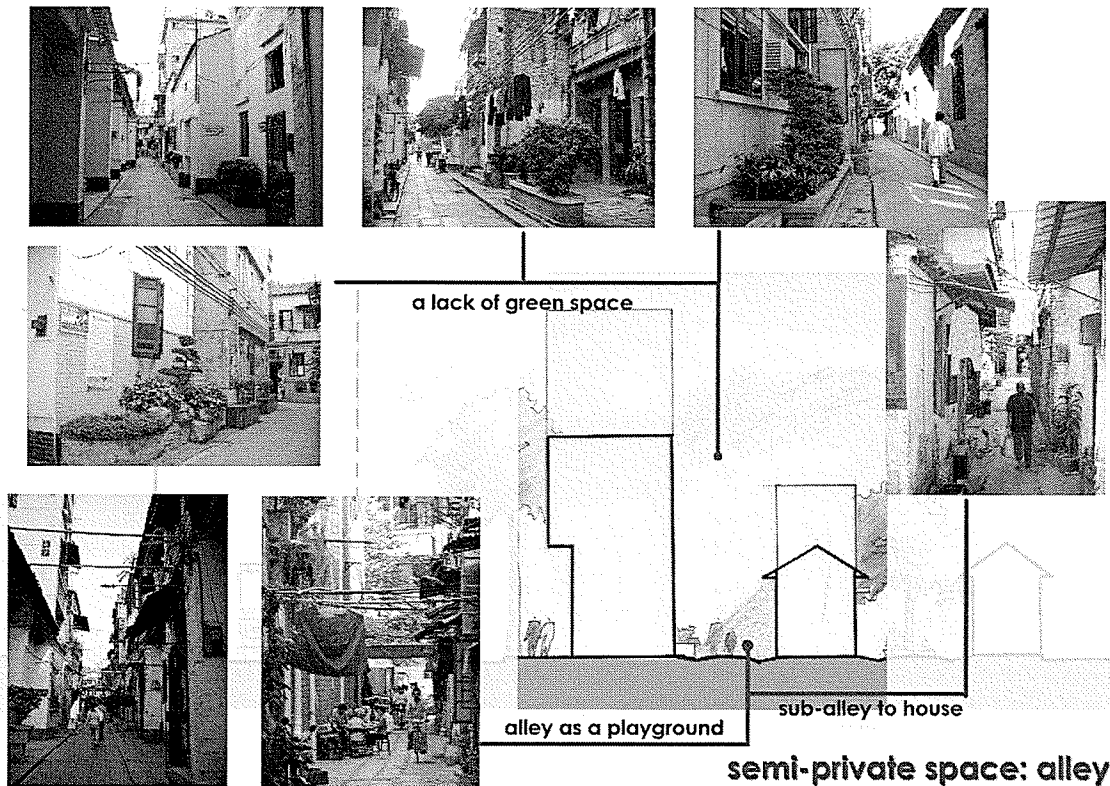 a lack of green space
alley as a playground
sub-alley to house
semi-private space: alley